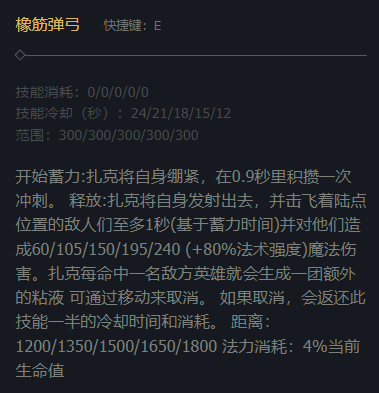 橡筋弹弓 快捷键：E
技能消耗：0/0/0/0/0
技能冷却（秒）：24/21/18/15/12
范围：300/300/300/300/300
开始蓄力:扎克将自身绷紧，在0.9秒里积攒一次
冲刺。 释放:扎克将自身发射出去，并击飞着陆点
位置的敌人们至多1秒(基于蓄力时间)并对他们造
成60/105/150/195/240 (+80%法术强度)魔法伤
害。扎克每命中一名敌方英雄就会生成一团额外
的粘液 可通过移动来取消。 如果取消，会返还此
技能一半的冷却时间和消耗。 距离：
1200/1350/1500/1650/1800 法力消耗：4%当前
生命值